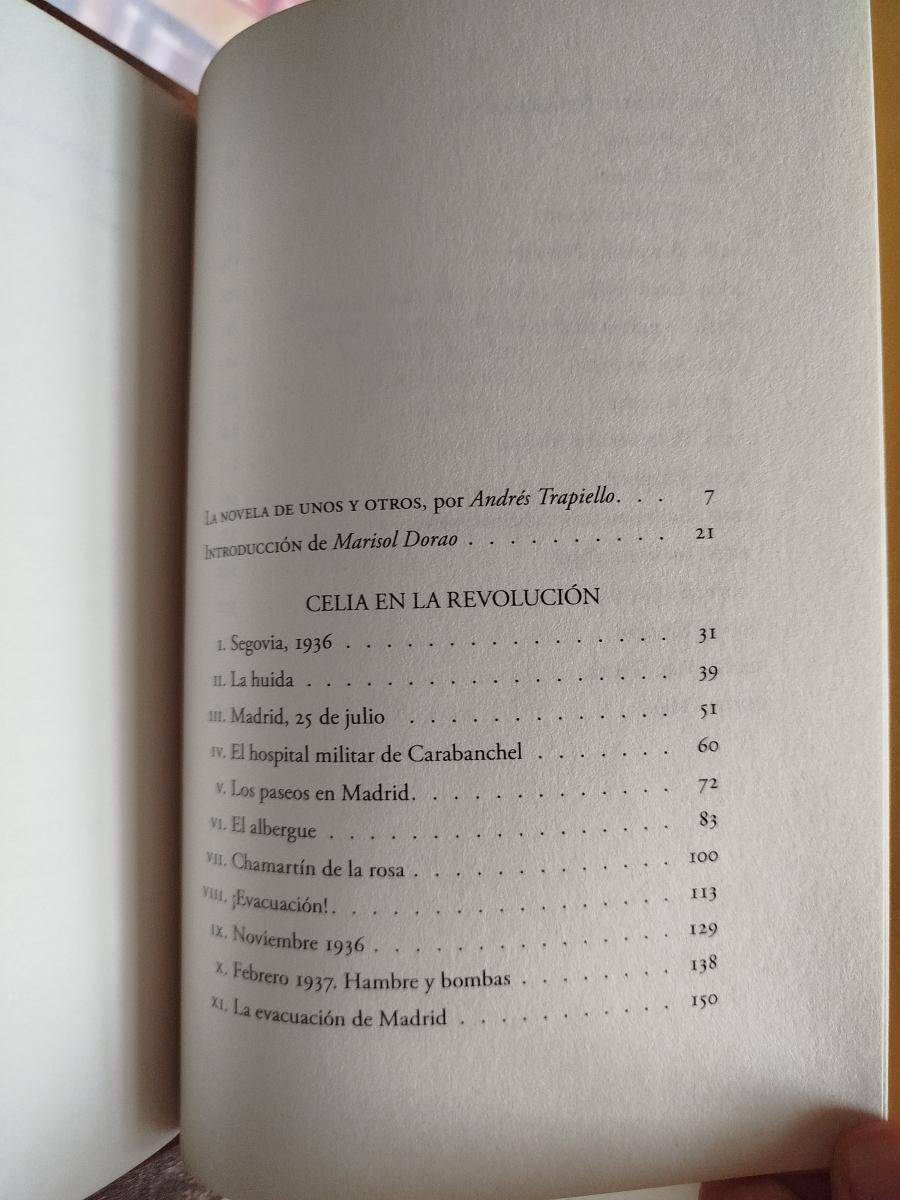 LA NOVELA DE UNOS Y OTROS, por Andrés Trapiello. . . 7
INTRODUCCIÓN de Marisol Dorao . . . . . . . . . . 21
CELIA EN LA REVOLUCIÓN
I. Segovia, 1936 . . . . . . . . . . . . . . . . 31
II. La huida . . . . . . . . . . . . . . . . . . 39
III. Madrid, 25 de julio . . . . . . . . . . . . . 51
IV. El hospital militar de Carabanchel . . . . . . . 60
V. Los paseos en Madrid. . . . . . . . . . . . . 72
VI. El albergue . . . . . . . . . . . . . . . . . 83
VII. Chamartín de la rosa . . . . . . . . . . . . . 100
VIII. ¡Evacuación!. . . . . . . . . . . . . . . . . 113
IX. Noviembre 1936 . . . . . . . . . . . . . . . 129
X. Febrero 1937. Hambre y bombas . . . . . . . . 138
XI. La evacuación de Madrid . . . . . . . . . . . 150